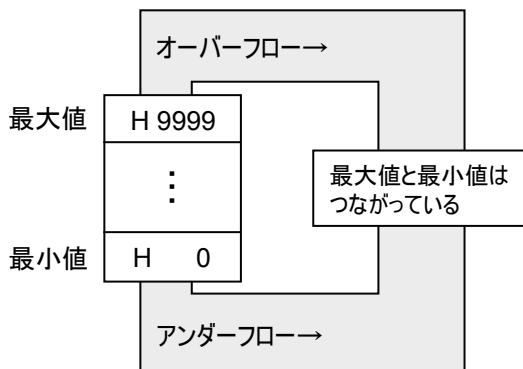 オーバーフロー→
最大値
H 9999
⋮
最大値と最小値は
つながっている
最小値
H 0
アンダーフロー→